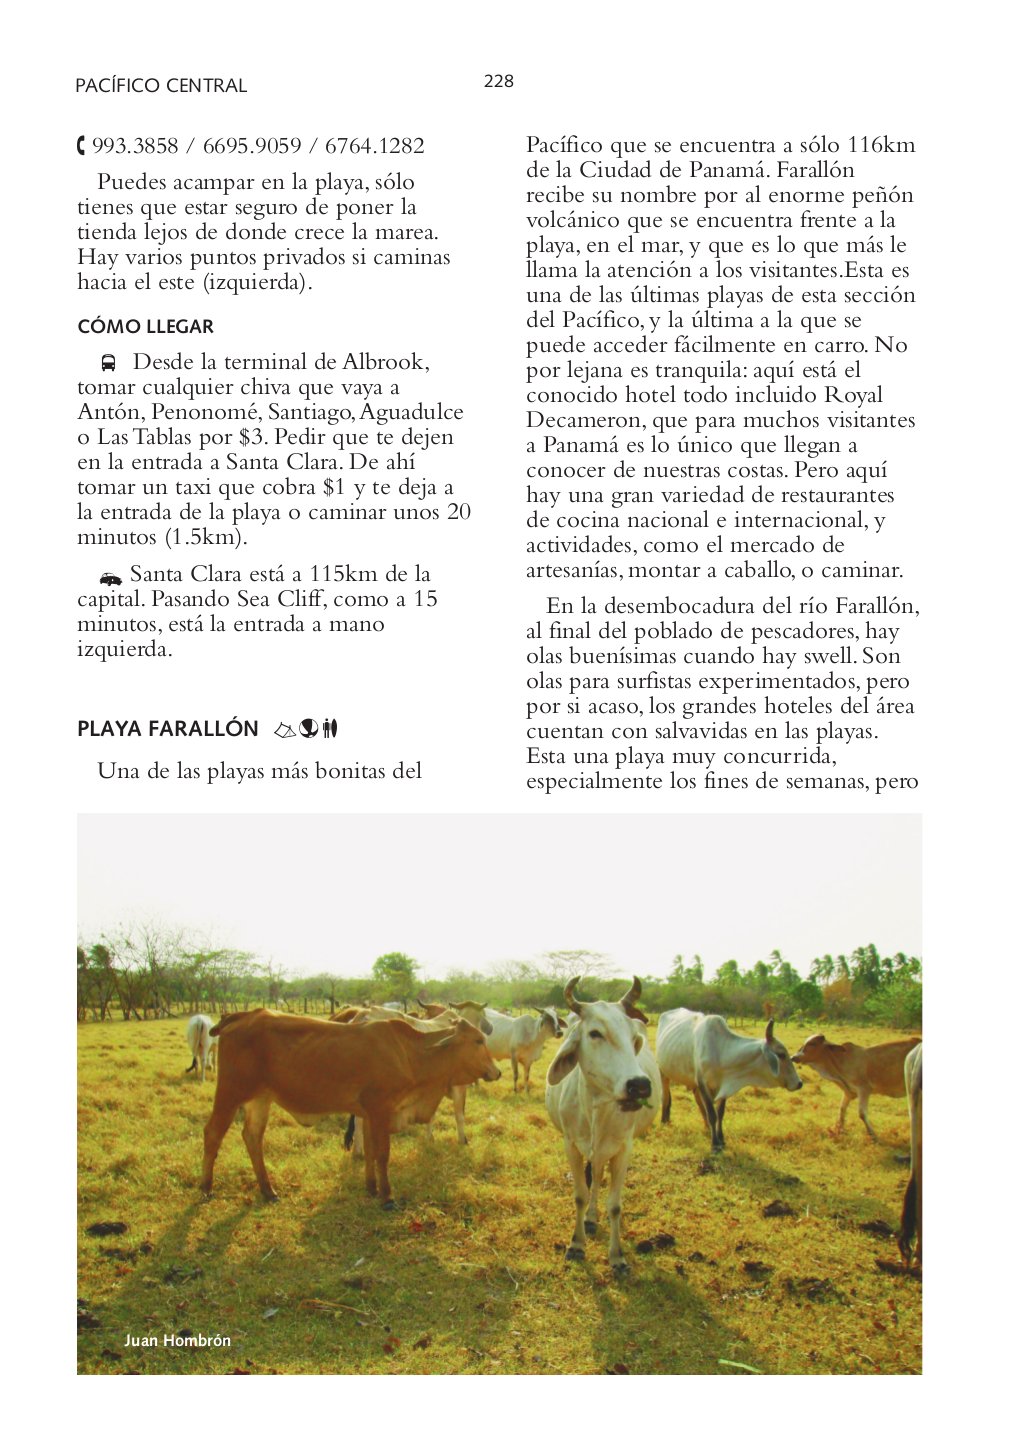 PACÍFICO CENTRAL
228
993.3858 / 6695.9059 / 6764.1282
Puedes acampar en la playa, sólo
tienes que estar seguro de poner la
tienda lejos de donde crece la marea.
Hay varios puntos privados si caminas
hacia el este (izquierda).
CÓMO LLEGAR
Desde la terminal de Albrook,
tomar cualquier chiva que vaya a
Antón, Penonomé, Santiago, Aguadulce
o Las Tablas por $3. Pedir que te dejen
en la entrada a Santa Clara. De ahí
tomar un taxi que cobra $1 y te deja a
la entrada de la playa o caminar unos 20
minutos (1.5km).
Santa Clara está a 115km de la
capital. Pasando Sea Cliff, como a 15
minutos, está la entrada a mano
izquierda.
PLAYA FARALLÓN
Una de las playas más bonitas del
Pacífico que se encuentra a sólo 116km
de la Ciudad de Panamá. Farallón
recibe su nombre por al enorme peñón
volcánico que se encuentra frente a la
playa, en el mar, y que es lo que más le
llama la atención a los visitantes.Esta es
una de las últimas playas de esta sección
del Pacífico, y la última a la que se
puede acceder fácilmente en carro. No
por lejana es tranquila: aquí está el
conocido hotel todo incluido Royal
Decameron, que para muchos visitantes
a Panamá es lo único que llegan a
conocer de nuestras costas. Pero aquí
hay una gran variedad de restaurantes
de cocina nacional e internacional, y
actividades, como el mercado de
artesanías, montar a caballo, o caminar.
En la desembocadura del río Farallón,
al final del poblado de pescadores, hay
olas buenísimas cuando hay swell. Son
olas para surfistas experimentados, pero
por si acaso, los grandes hoteles del área
cuentan con salvavidas en las playas.
Esta una playa muy concurrida,
especialmente los fines de semanas, pero
Juan Hombrón